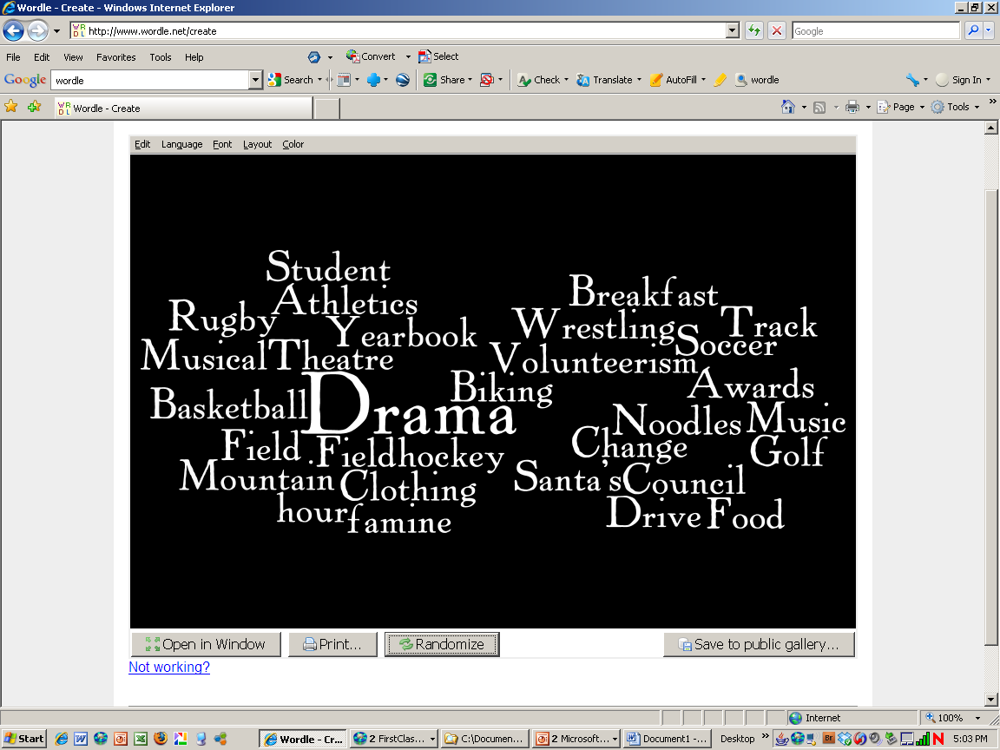 Wordle - Create - Windows Internet Explorer
http://www.wordle.net/create
Google
File Edit View Favorites Tools Help Convert Select
Google wordle Search Share Check Translate AutoFill wordle Sign In
Wordle - Create Page Tools
Edit Language Font Layout Color
Student
Athletics
Rugby
Yearbook
MusicalTheatre
Drama
Basketball
Biking
Field
.Fieldhockey
Mountain
Clothing
hour
famine
Breakfast
Wrestling
Track
Soccer
Volunteerism
Awards
Noodles
Music
Change
Golf
Santa's
Council
Drive
Food
Open in Window Print... Randomize Save to public gallery...
Not working?
Internet 100%
Start Wordle - Cr... 2 FirstClas... C:\Documen... 2 Microsoft... Document1 -... Desktop 5:03 PM